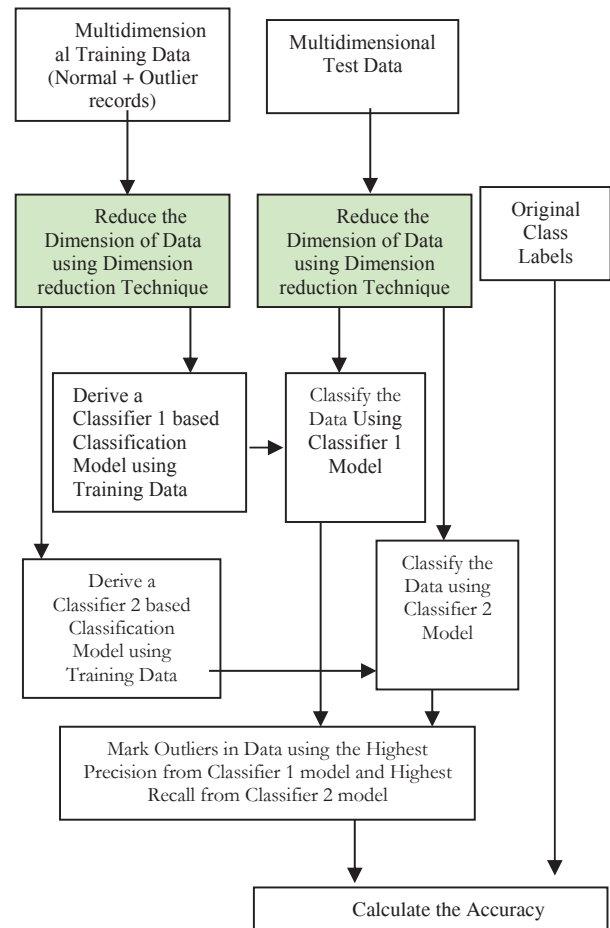 Multidimension
al Training Data
(Normal + Outlier
records)
Multidimensional
Test Data
Reduce the
Dimension of Data
using Dimension
reduction Technique
Reduce the
Dimension of Data
using Dimension
reduction Technique
Original
Class
Labels
Derive a
Classifier 1 based
Classification
Model using
Training Data
Classify the
Data Using
Classifier 1
Model
Derive a
Classifier 2 based
Classification
Model using
Training Data
Classify the
Data using
Classifier 2
Model
Mark Outliers in Data using the Highest
Precision from Classifier 1 model and Highest
Recall from Classifier 2 model
Calculate the Accuracy